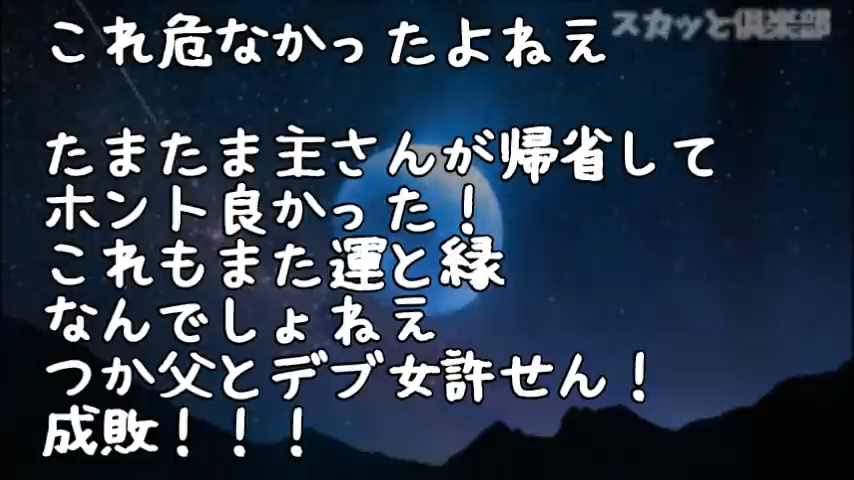 スカッと倶楽部
これ危なかったよねぇ
たまたま主さんが帰省して
ホント良かった！
これもまた運と縁
なんでしょねぇ
つか父とデブ女許せん！
成敗！！！